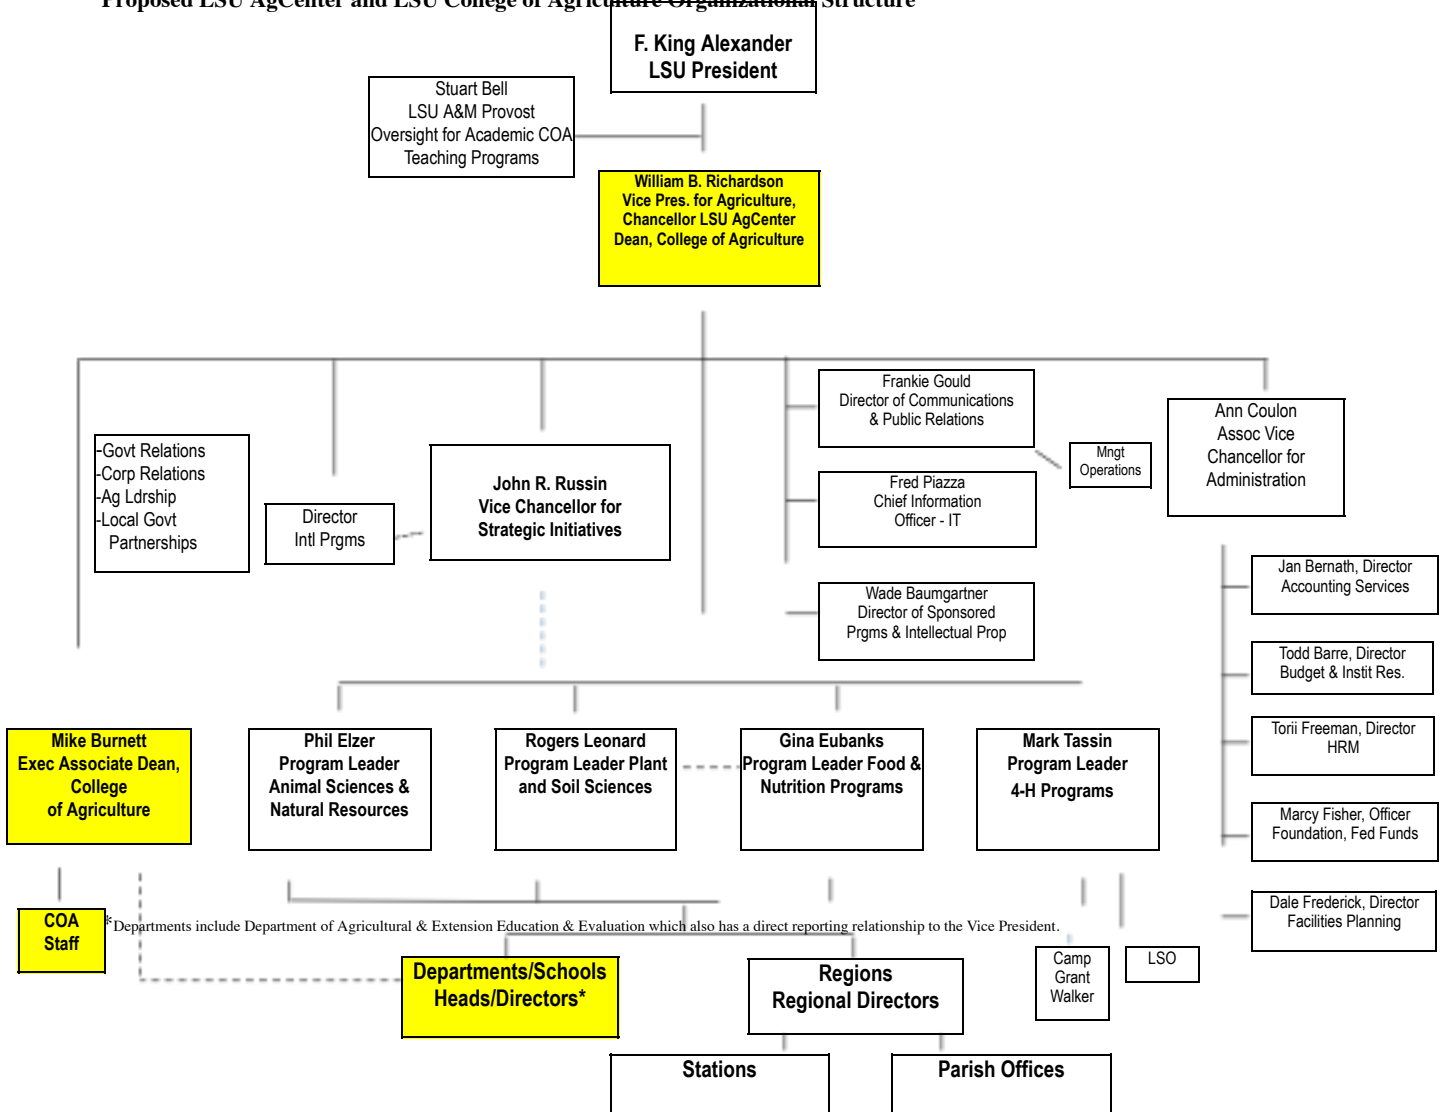 Proposed LSU AgCenter and LSU College of Agriculture Organizational Structure
F. King Alexander
LSU President
Stuart Bell
LSU A&M Provost
Oversight for Academic COA
Teaching Programs
William B. Richardson
Vice Pres. for Agriculture,
Chancellor LSU AgCenter
Dean, College of Agriculture
-Govt Relations
-Corp Relations
-Ag Ldrship
-Local Govt
Partnerships
Director
Intl Prgms
John R. Russin
Vice Chancellor for
Strategic Initiatives
Frankie Gould
Director of Communications
& Public Relations
Mngt
Operations
Fred Piazza
Chief Information
Officer - IT
Wade Baumgartner
Director of Sponsored
Prgms & Intellectual Prop
Ann Coulon
Assoc Vice
Chancellor for
Administration
Jan Bernath, Director
Accounting Services
Todd Barre, Director
Budget & Instit Res.
Torii Freeman, Director
HRM
Marcy Fisher, Officer
Foundation, Fed Funds
Dale Frederick, Director
Facilities Planning
Mike Burnett
Exec Associate Dean,
College
of Agriculture
Phil Elzer
Program Leader
Animal Sciences &
Natural Resources
Rogers Leonard
Program Leader Plant
and Soil Sciences
Gina Eubanks
Program Leader Food &
Nutrition Programs
Mark Tassin
Program Leader
4-H Programs
COA
Staff
*Departments include Department of Agricultural & Extension Education & Evaluation which also has a direct reporting relationship to the Vice President.
Departments/Schools
Heads/Directors*
Regions
Regional Directors
Camp
Grant
Walker
LSO
Stations
Parish Offices